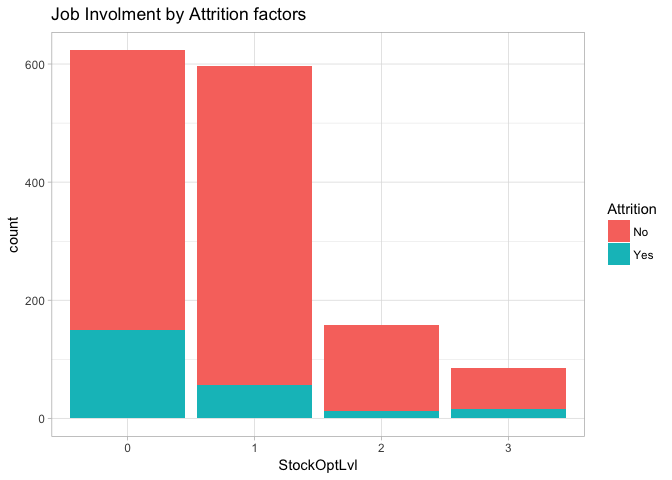 Job Involment by Attrition factors
count
600
400
200
0
0 1 2 3
StockOptLvl
Attrition
No
Yes